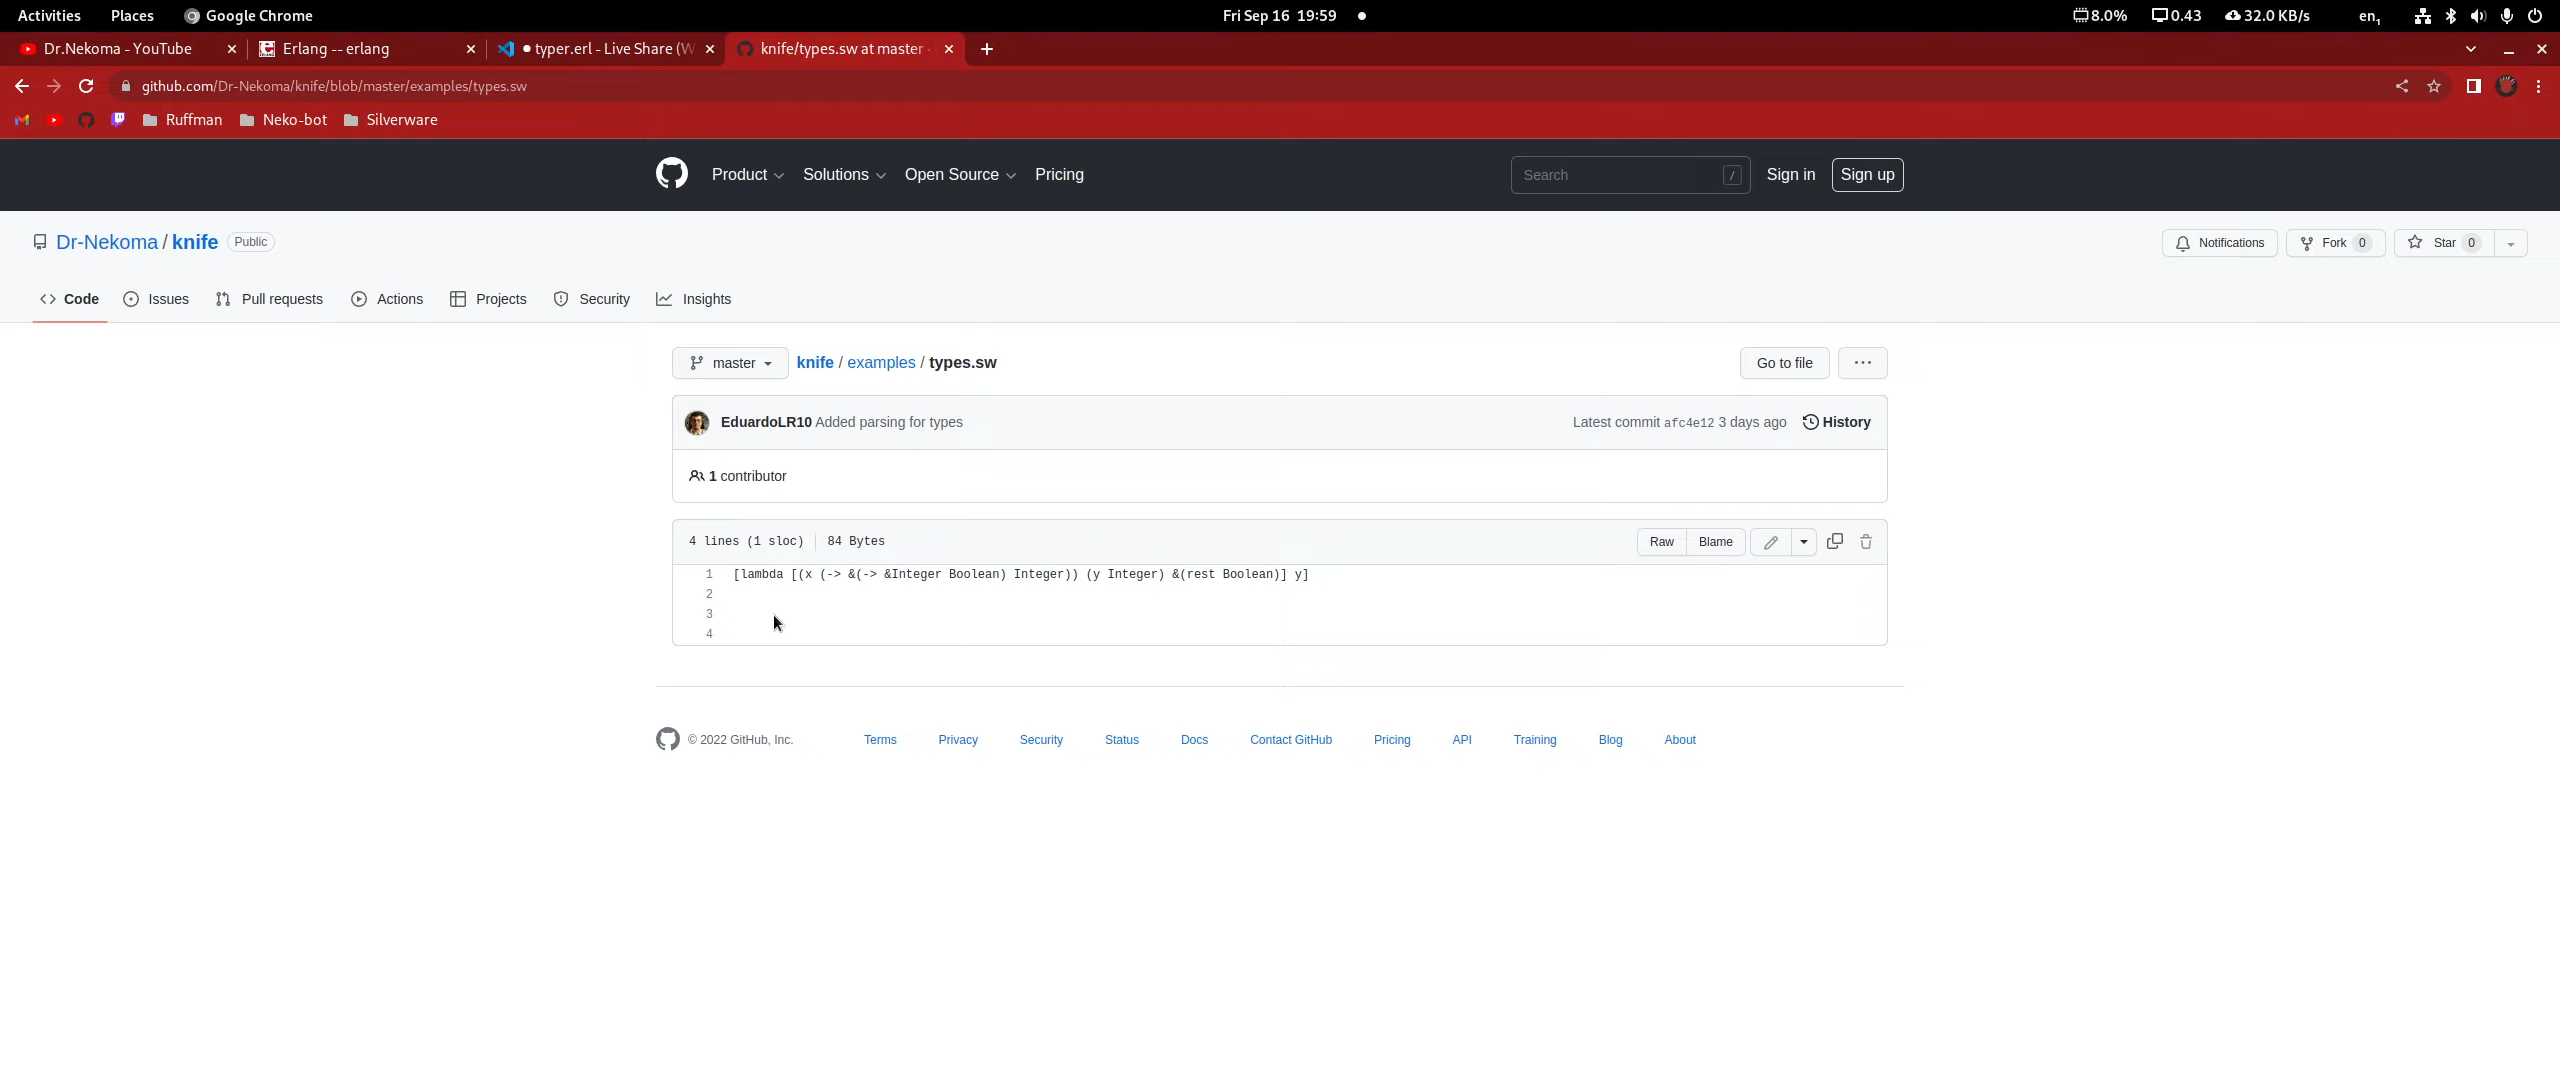 Activities Places Google Chrome Fri Sep 16 19:59 8.0% 0.43 32.0 KB/s en1
Dr.Nekoma - YouTube Erlang -- erlang typer.erl - Live Share (W knife/types.sw at master ·
github.com/Dr-Nekoma/knife/blob/master/examples/types.sw
Ruffman Neko-bot Silverware
Product Solutions Open Source Pricing Search / Sign in Sign up
Dr-Nekoma / knife Public Notifications Fork 0 Star 0
Code Issues Pull requests Actions Projects Security Insights
master knife / examples / types.sw Go to file ···
EduardoLR10 Added parsing for types Latest commit afc4e12 3 days ago History
1 contributor
4 lines (1 sloc) 84 Bytes Raw Blame
1 [lambda [(x (-> &(-> &Integer Boolean) Integer)) (y Integer) &(rest Boolean)] y]
2
3
4
© 2022 GitHub, Inc. Terms Privacy Security Status Docs Contact GitHub Pricing API Training Blog About